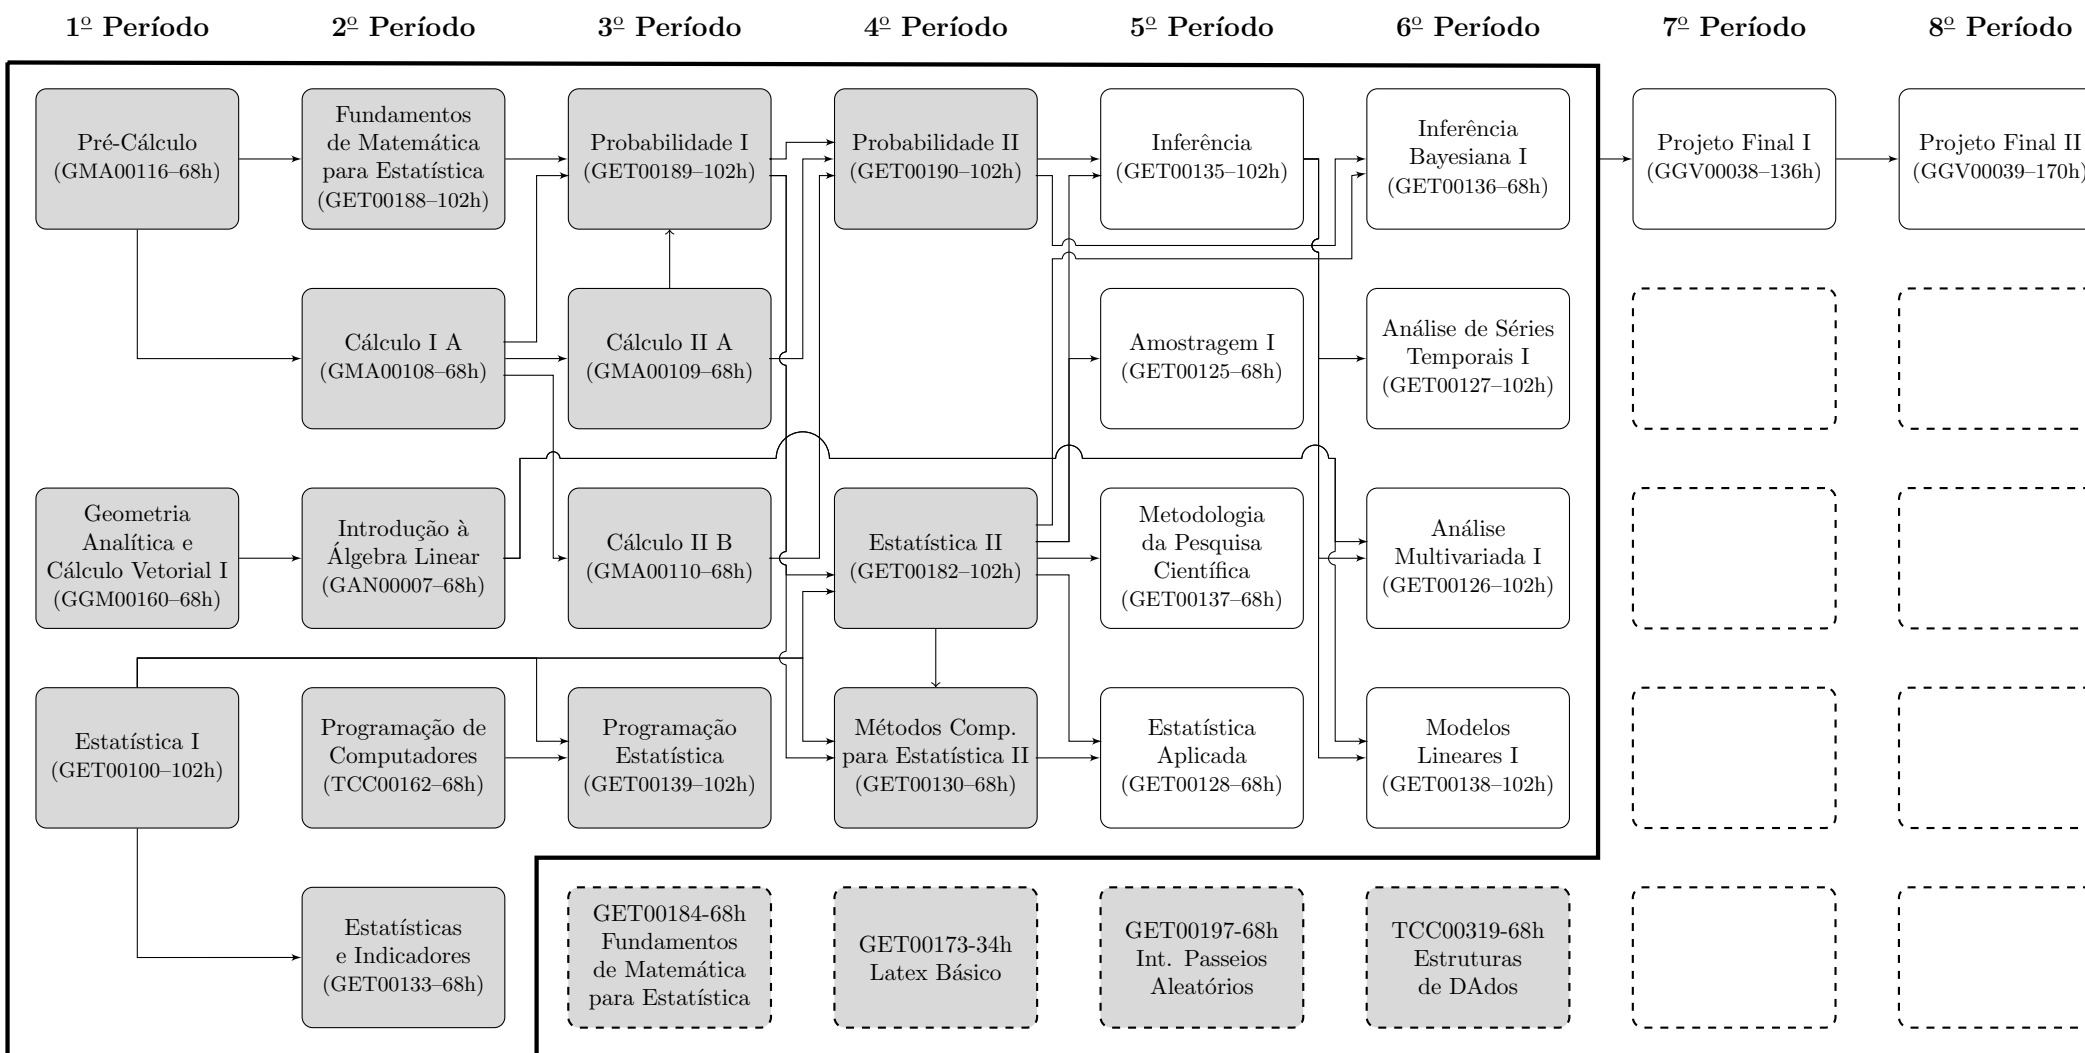 1º Período
2º Período
3º Período
4º Período
5º Período
6º Período
7º Período
8º Período
Pré-Cálculo
(GMA00116–68h)
Fundamentos
de Matemática
para Estatística
(GET00188–102h)
Probabilidade I
(GET00189–102h)
Probabilidade II
(GET00190–102h)
Inferência
(GET00135–102h)
Inferência
Bayesiana I
(GET00136–68h)
Projeto Final I
(GGV00038–136h)
Projeto Final II
(GGV00039–170h)
Cálculo I A
(GMA00108–68h)
Cálculo II A
(GMA00109–68h)
Amostragem I
(GET00125–68h)
Análise de Séries
Temporais I
(GET00127–102h)
Geometria
Analítica e
Cálculo Vetorial I
(GGM00160–68h)
Introdução à
Álgebra Linear
(GAN00007–68h)
Cálculo II B
(GMA00110–68h)
Estatística II
(GET00182–102h)
Metodologia
da Pesquisa
Científica
(GET00137–68h)
Análise
Multivariada I
(GET00126–102h)
Estatística I
(GET00100–102h)
Programação de
Computadores
(TCC00162–68h)
Programação
Estatística
(GET00139–102h)
Métodos Comp.
para Estatística II
(GET00130–68h)
Estatística
Aplicada
(GET00128–68h)
Modelos
Lineares I
(GET00138–102h)
Estatísticas
e Indicadores
(GET00133–68h)
GET00184-68h
Fundamentos
de Matemática
para Estatística
GET00173-34h
Latex Básico
GET00197-68h
Int. Passeios
Aleatórios
TCC00319-68h
Estruturas
de DAdos